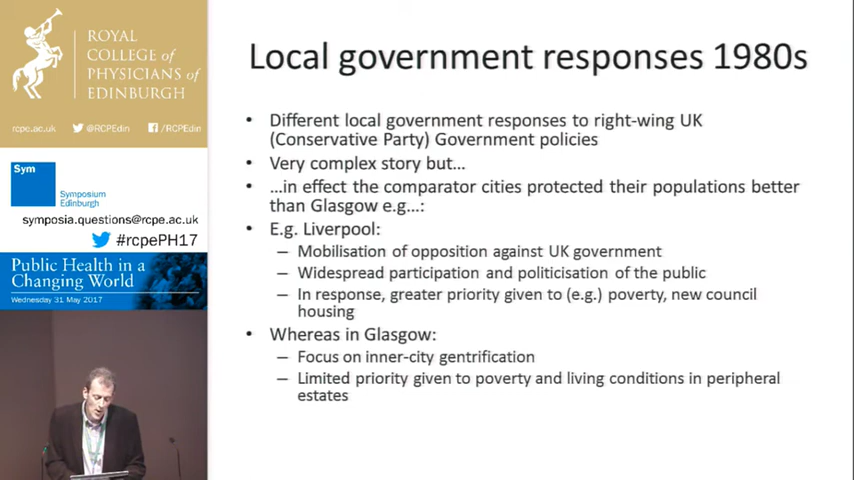 ROYAL
COLLEGE of
PHYSICIANS of
EDINBURGH
rcpe.ac.uk @RCPEdin /RCPEdin
Sym
Symposium
Edinburgh
symposia.questions@rcpe.ac.uk
#rcpePH17
Public Health in a
Changing World
Wednesday 31 May 2017
Local government responses 1980s
• Different local government responses to right-wing UK
(Conservative Party) Government policies
• Very complex story but…
• …in effect the comparator cities protected their populations better
than Glasgow e.g…:
• E.g. Liverpool:
– Mobilisation of opposition against UK government
– Widespread participation and politicisation of the public
– In response, greater priority given to (e.g.) poverty, new council
housing
• Whereas in Glasgow:
– Focus on inner-city gentrification
– Limited priority given to poverty and living conditions in peripheral
estates